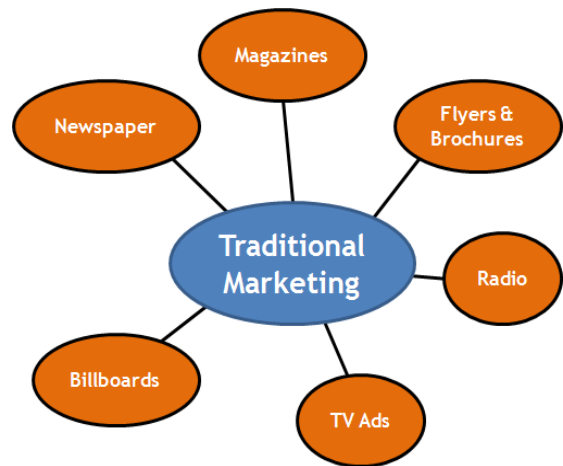 Magazines
Newspaper
Flyers &
Brochures
Traditional
Marketing
Radio
Billboards
TV Ads